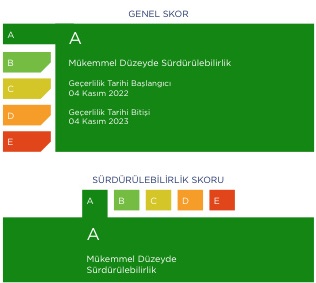 GENEL SKOR
A
A
B
Mükemmel Düzeyde Sürdürülebilirlik
C
Geçerlilik Tarihi Başlangıcı
04 Kasım 2022
D
Geçerlilik Tarihi Bitişi
04 Kasım 2023
E
SÜRDÜRÜLEBİLİRLİK SKORU
A B C D E
A
Mükemmel Düzeyde
Sürdürülebilirlik